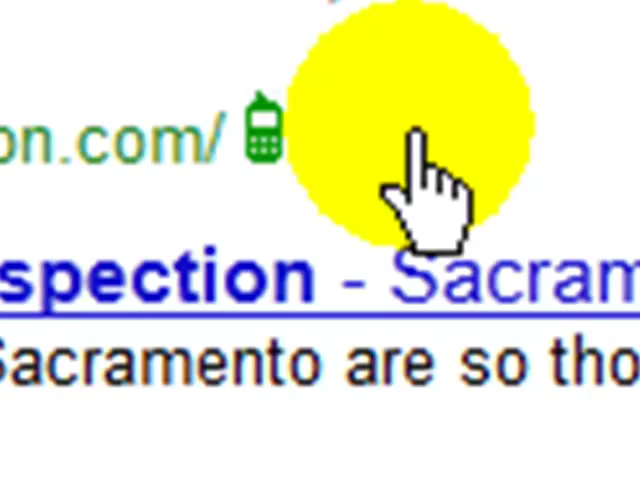 on.com/
spection - Sacram
Sacramento are so tho